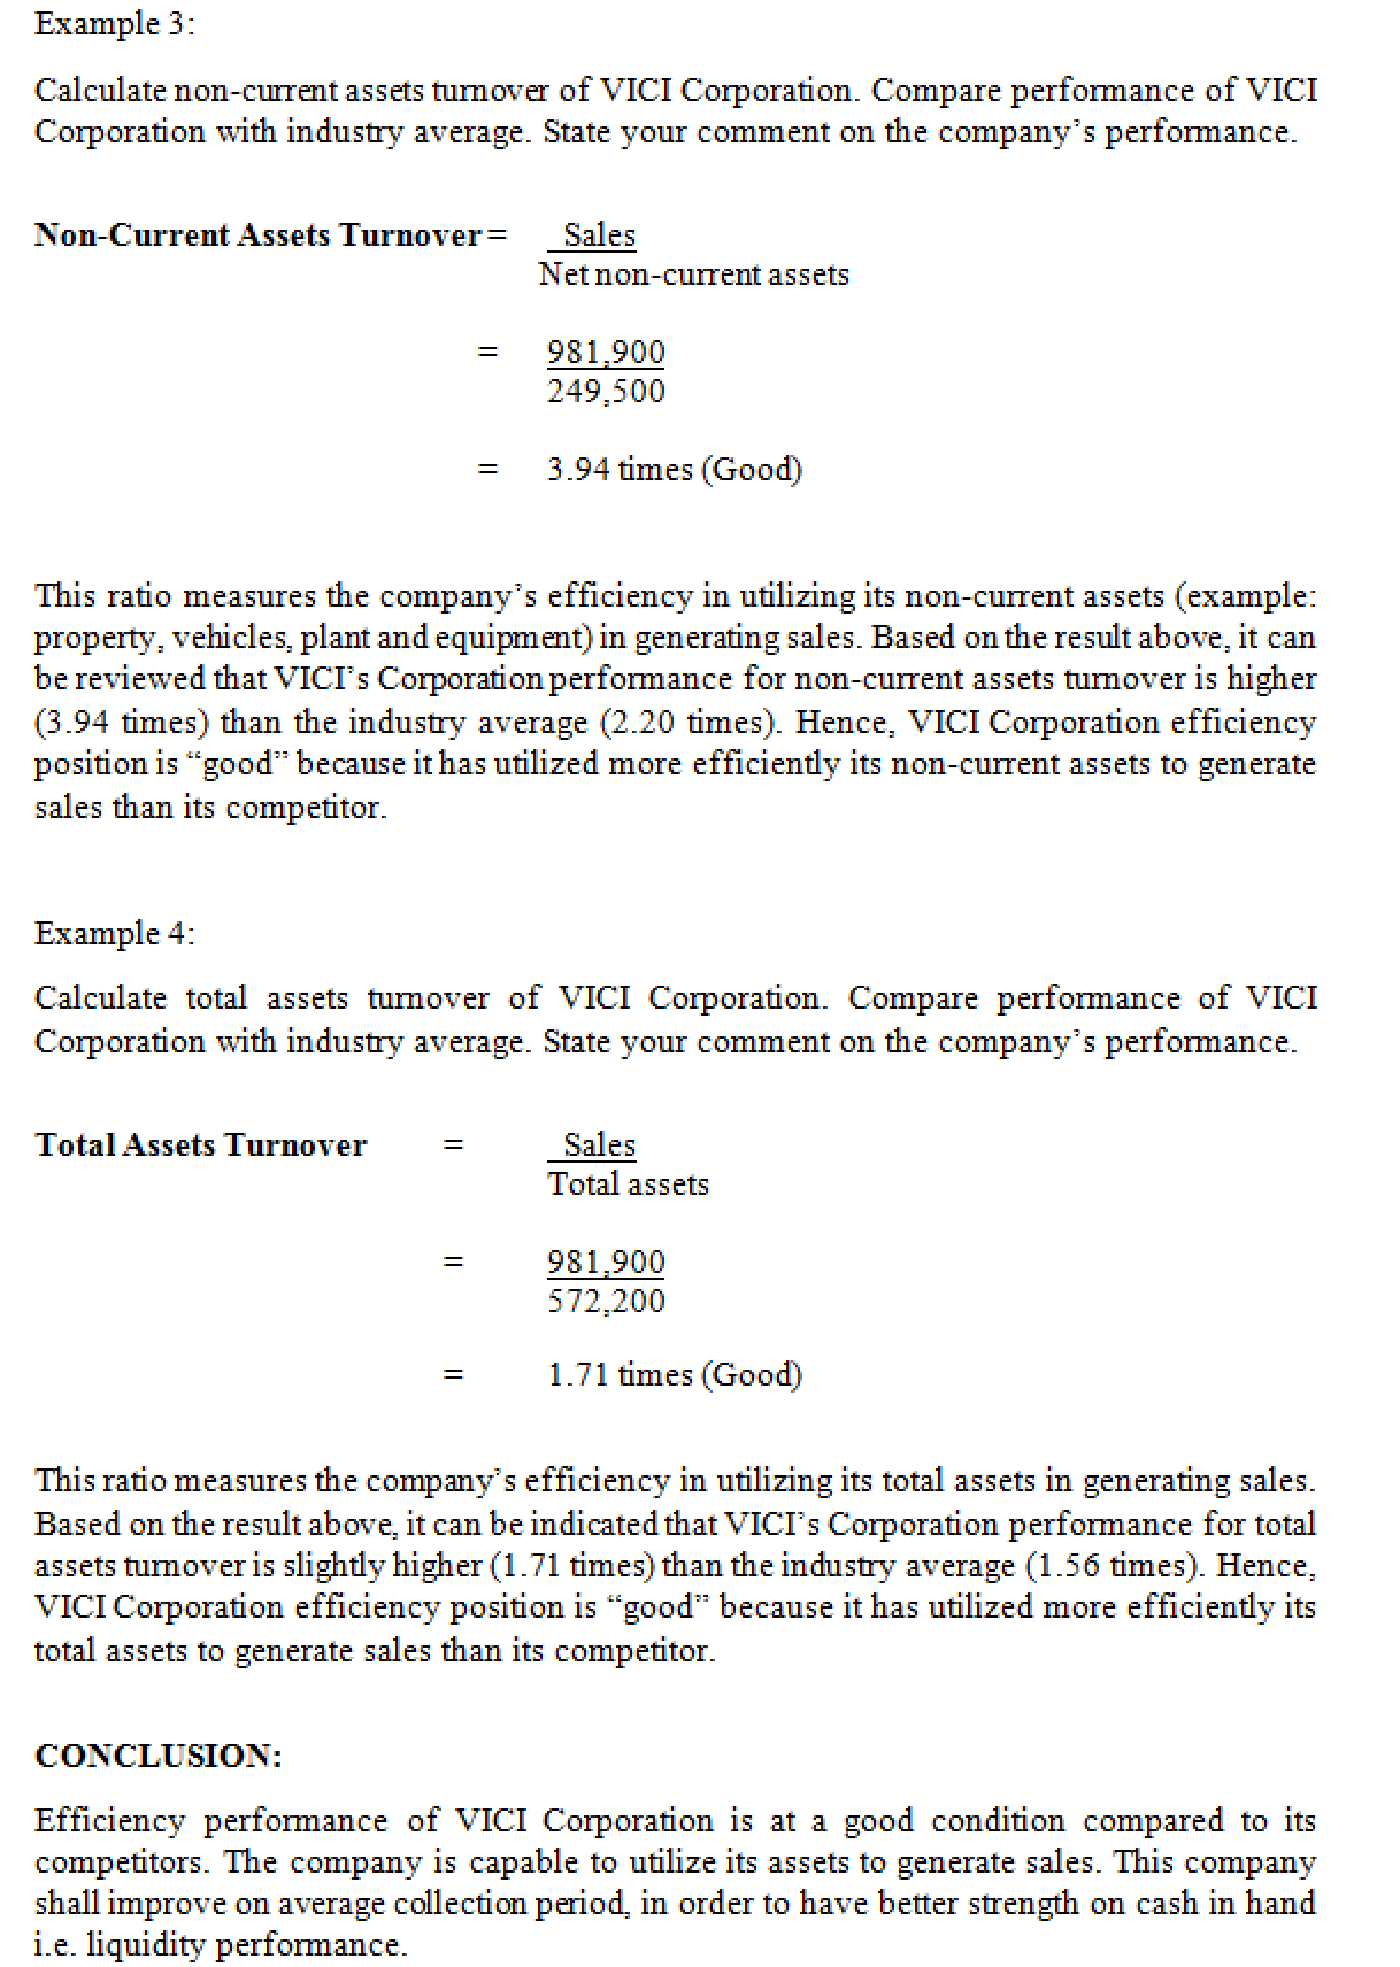 Example 3:
Calculate non-current assets turnover of VICI Corporation. Compare performance of VICI
Corporation with industry average. State your comment on the company’s performance.
Non-Current Assets Turnover = Sales
Net non-current assets
= 981,900
249,500
= 3.94 times (Good)
This ratio measures the company’s efficiency in utilizing its non-current assets (example:
property, vehicles, plant and equipment) in generating sales. Based on the result above, it can
be reviewed that VICI’s Corporation performance for non-current assets turnover is higher
(3.94 times) than the industry average (2.20 times). Hence, VICI Corporation efficiency
position is “good” because it has utilized more efficiently its non-current assets to generate
sales than its competitor.
Example 4:
Calculate total assets turnover of VICI Corporation. Compare performance of VICI
Corporation with industry average. State your comment on the company’s performance.
Total Assets Turnover = Sales
Total assets
= 981,900
572,200
= 1.71 times (Good)
This ratio measures the company’s efficiency in utilizing its total assets in generating sales.
Based on the result above, it can be indicated that VICI’s Corporation performance for total
assets turnover is slightly higher (1.71 times) than the industry average (1.56 times). Hence,
VICI Corporation efficiency position is “good” because it has utilized more efficiently its
total assets to generate sales than its competitor.
CONCLUSION:
Efficiency performance of VICI Corporation is at a good condition compared to its
competitors. The company is capable to utilize its assets to generate sales. This company
shall improve on average collection period, in order to have better strength on cash in hand
i.e. liquidity performance.